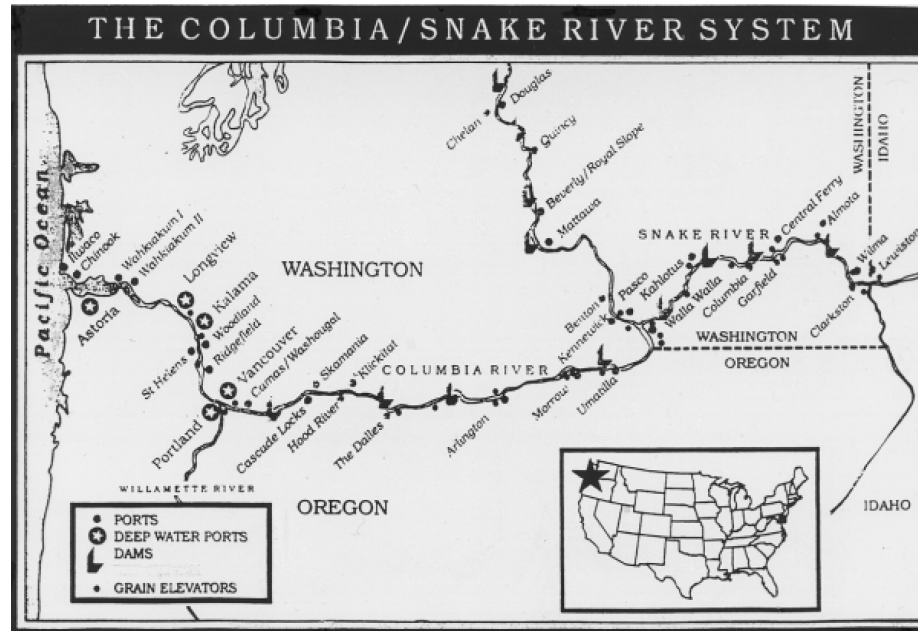 THE COLUMBIA/SNAKE RIVER SYSTEM
Pacific Ocean
Ilwaco
Chinook
Wahkiakum I
Wahkiakum II
Longview
Kalama
Woodland
Ridgefield
Vancouver
Camas/Washougal
Skamania
Klickitat
Astoria
St Helens
Portland
Cascade Locks
Hood River
The Dalles
Arlington
Morrow
Umatilla
WILLAMETTE RIVER
COLUMBIA RIVER
WASHINGTON
OREGON
Chelan
Douglas
Quincy
Beverly/Royal Slope
Mattawa
Benton
Pasco
Kennewick
Kahlotus
Walla Walla
SNAKE RIVER
Columbia
Garfield
Central Ferry
Almota
Wilma
Lewiston
Clarkston
WASHINGTON
IDAHO
WASHINGTON
OREGON
IDAHO
PORTS
DEEP WATER PORTS
DAMS
GRAIN ELEVATORS